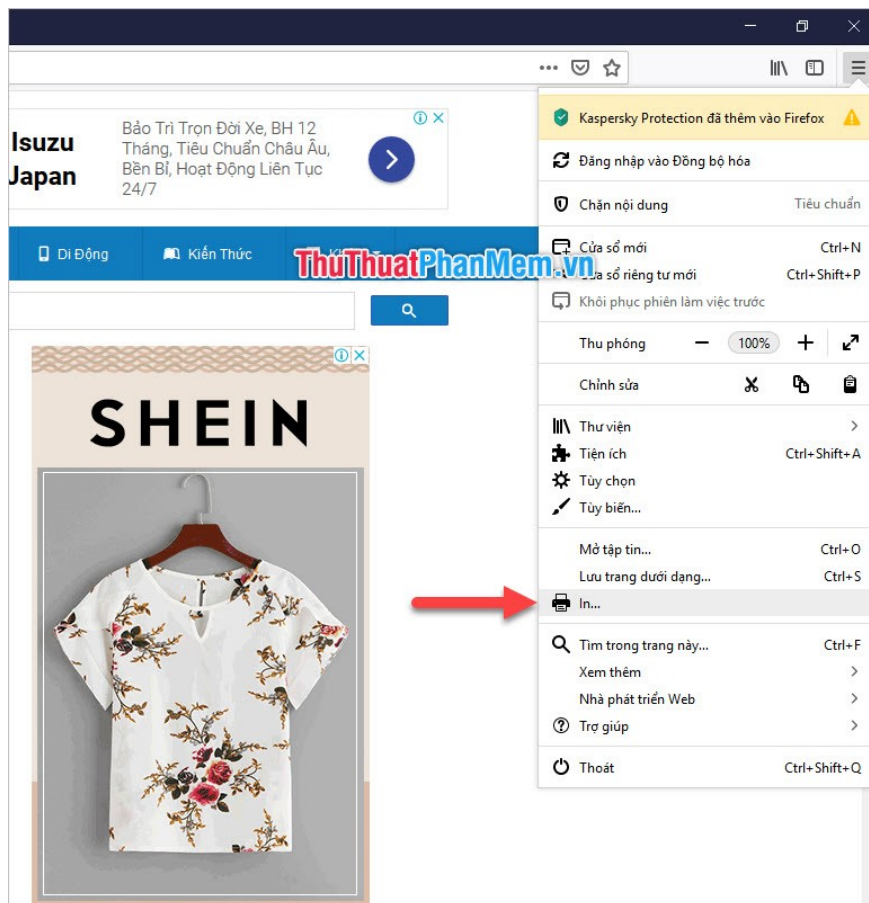 Isuzu
Japan
Bảo Trì Trọn Đời Xe, BH 12
Tháng, Tiêu Chuẩn Châu Âu,
Bền Bỉ, Hoạt Động Liên Tục
24/7
Di Động
Kiến Thức
ThuThuatPhanMem.vn
SHEIN
Kaspersky Protection đã thêm vào Firefox
Đăng nhập vào Đồng bộ hóa
Chặn nội dung Tiêu chuẩn
Cửa sổ mới Ctrl+N
sổ riêng tư mới Ctrl+Shift+P
Khôi phục phiên làm việc trước
Thu phóng 100%
Chỉnh sửa
Thư viện
Tiện ích Ctrl+Shift+A
Tùy chọn
Tùy biến...
Mở tập tin... Ctrl+O
Lưu trang dưới dạng... Ctrl+S
In...
Tìm trong trang này... Ctrl+F
Xem thêm
Nhà phát triển Web
Trợ giúp
Thoát Ctrl+Shift+Q